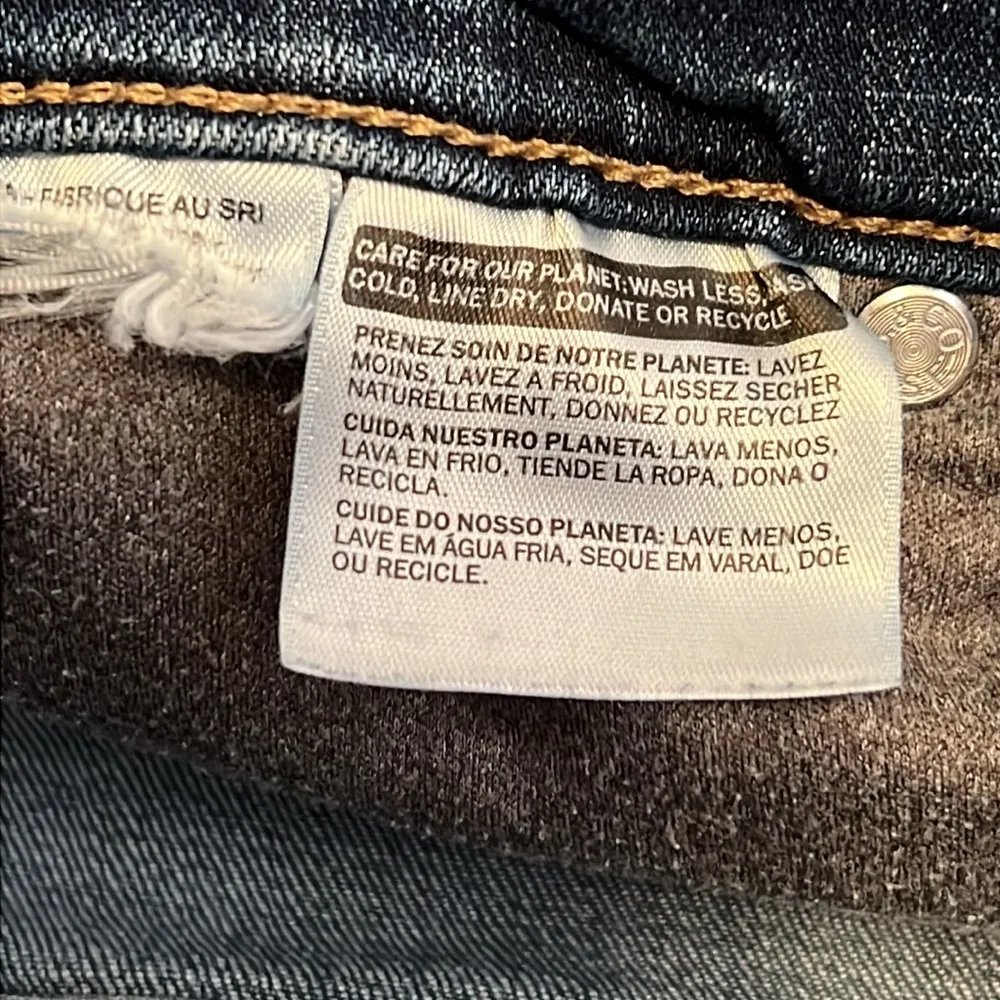 FABRIQUE AU SRI
CARE FOR OUR PLANET: WASH LESS,
COLD, LINE DRY, DONATE OR RECYCLE
PRENEZ SOIN DE NOTRE PLANETE: LAVEZ
MOINS, LAVEZ A FROID, LAISSEZ SECHER
NATURELLEMENT, DONNEZ OU RECYCLEZ
CUIDA NUESTRO PLANETA: LAVA MENOS,
LAVA EN FRIO, TIENDE LA ROPA, DONA O
RECICLA.
CUIDE DO NOSSO PLANETA: LAVE MENOS,
LAVE EM ÁGUA FRIA, SEQUE EM VARAL, DOE
OU RECICLE.